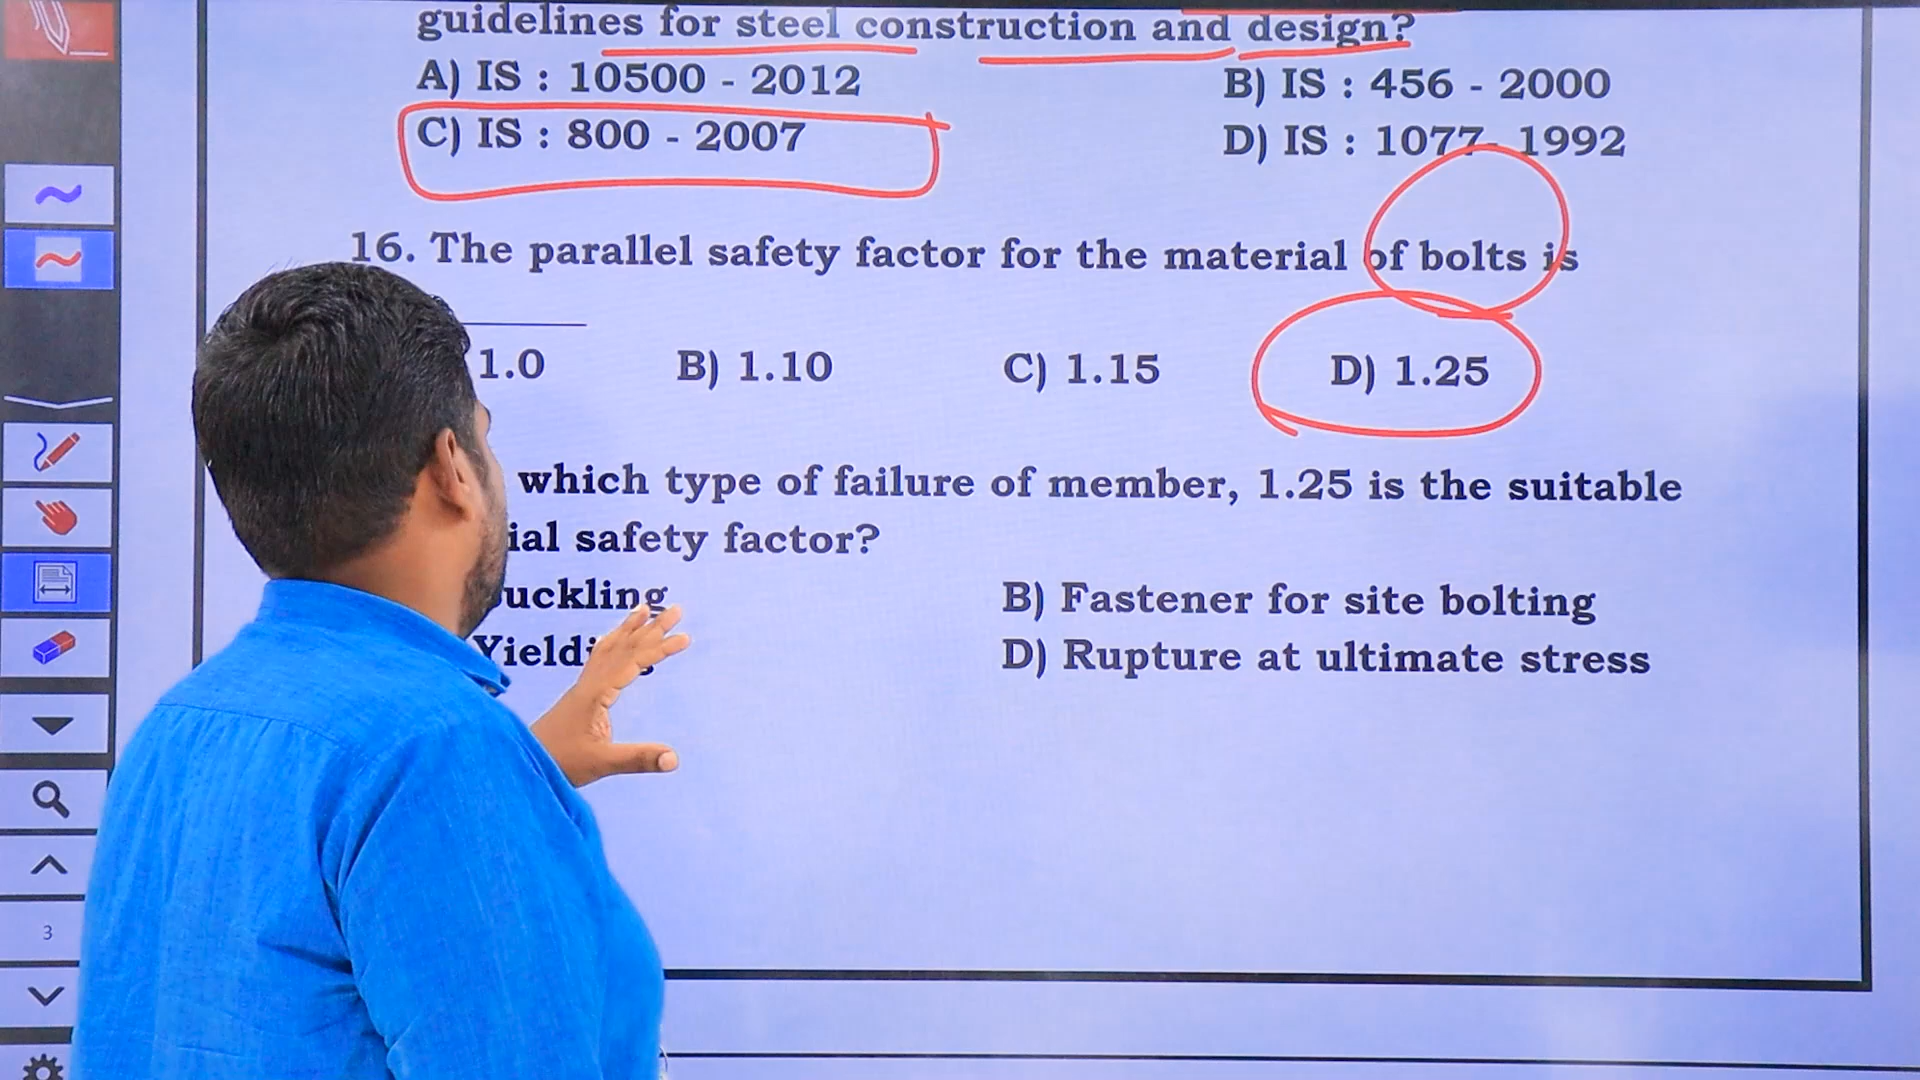 guidelines for steel construction and design?
A) IS : 10500 - 2012 B) IS : 456 - 2000
C) IS : 800 - 2007 D) IS : 1077- 1992
16. The parallel safety factor for the material of bolts is
1.0 B) 1.10 C) 1.15 D) 1.25
which type of failure of member, 1.25 is the suitable
safety factor?
B) Fastener for site bolting
D) Rupture at ultimate stress
3